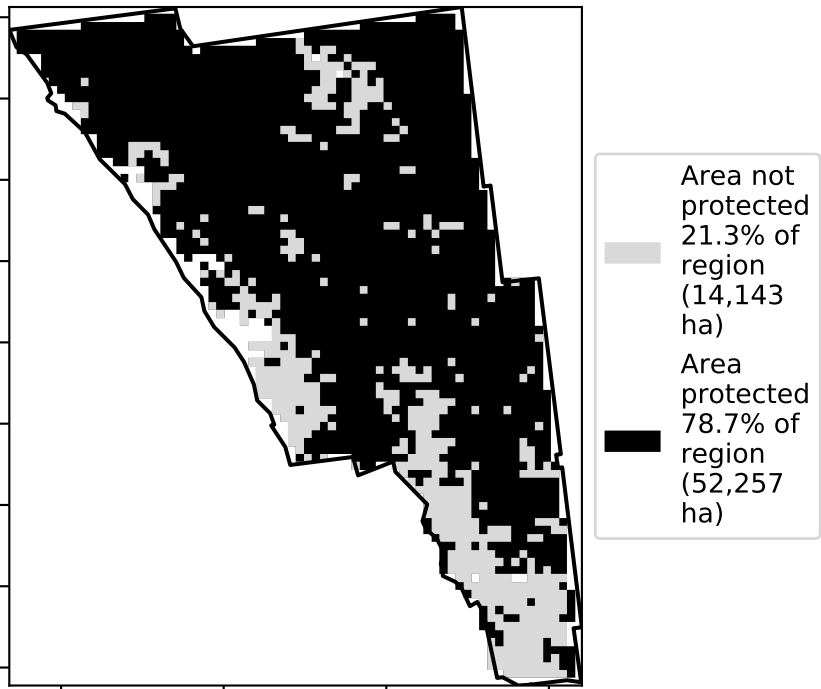 Area not
protected
21.3% of
region
(14,143
ha)
Area
protected
78.7% of
region
(52,257
ha)